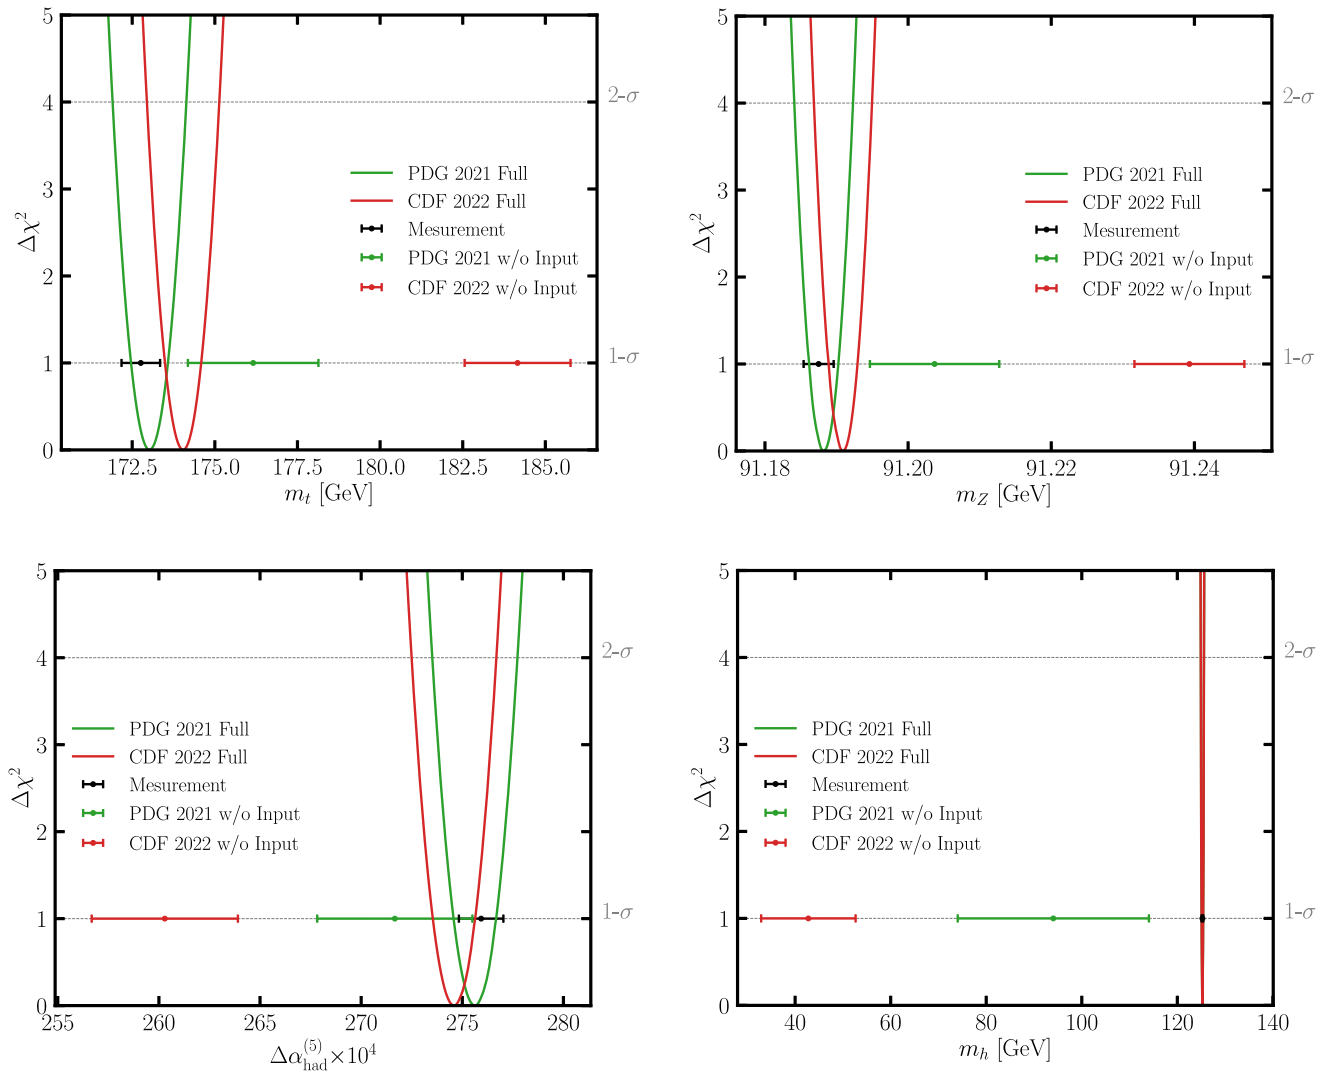 5
4
3
2
1
0
Δχ²
2-σ
1-σ
PDG 2021 Full
CDF 2022 Full
Mesurement
PDG 2021 w/o Input
CDF 2022 w/o Input
172.5 175.0 177.5 180.0 182.5 185.0
m_t [GeV]
5
4
3
2
1
0
Δχ²
2-σ
1-σ
PDG 2021 Full
CDF 2022 Full
Mesurement
PDG 2021 w/o Input
CDF 2022 w/o Input
91.18 91.20 91.22 91.24
m_Z [GeV]
5
4
3
2
1
0
Δχ²
2-σ
1-σ
PDG 2021 Full
CDF 2022 Full
Mesurement
PDG 2021 w/o Input
CDF 2022 w/o Input
255 260 265 270 275 280
Δα_had^(5)×10⁴
5
4
3
2
1
0
Δχ²
2-σ
1-σ
PDG 2021 Full
CDF 2022 Full
Mesurement
PDG 2021 w/o Input
CDF 2022 w/o Input
40 60 80 100 120 140
m_h [GeV]